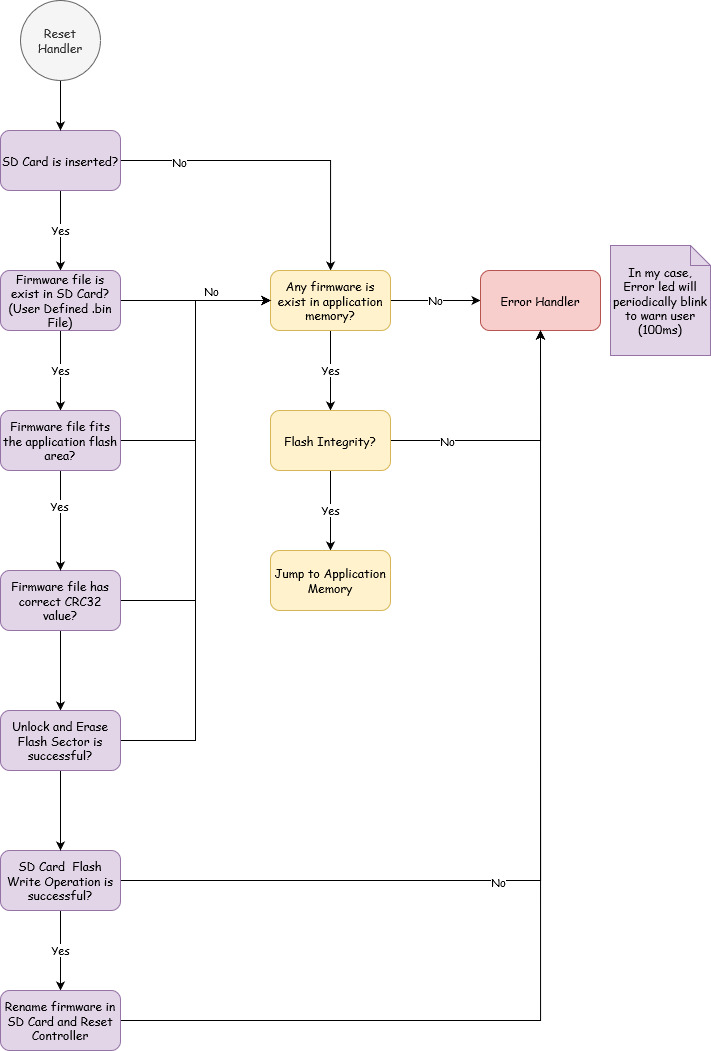 Reset
Handler
SD Card is inserted?
No
Yes
Firmware file is
exist in SD Card?
(User Defined .bin
File)
No
Any firmware is
exist in application
memory?
No
Error Handler
In my case,
Error led will
periodically blink
to warn user
(100ms)
Yes
Yes
Firmware file fits
the application flash
area?
Flash Integrity?
No
Yes
Yes
Firmware file has
correct CRC32
value?
Jump to Application
Memory
Unlock and Erase
Flash Sector is
successful?
SD Card  Flash
Write Operation is
successful?
No
Yes
Rename firmware in
SD Card and Reset
Controller